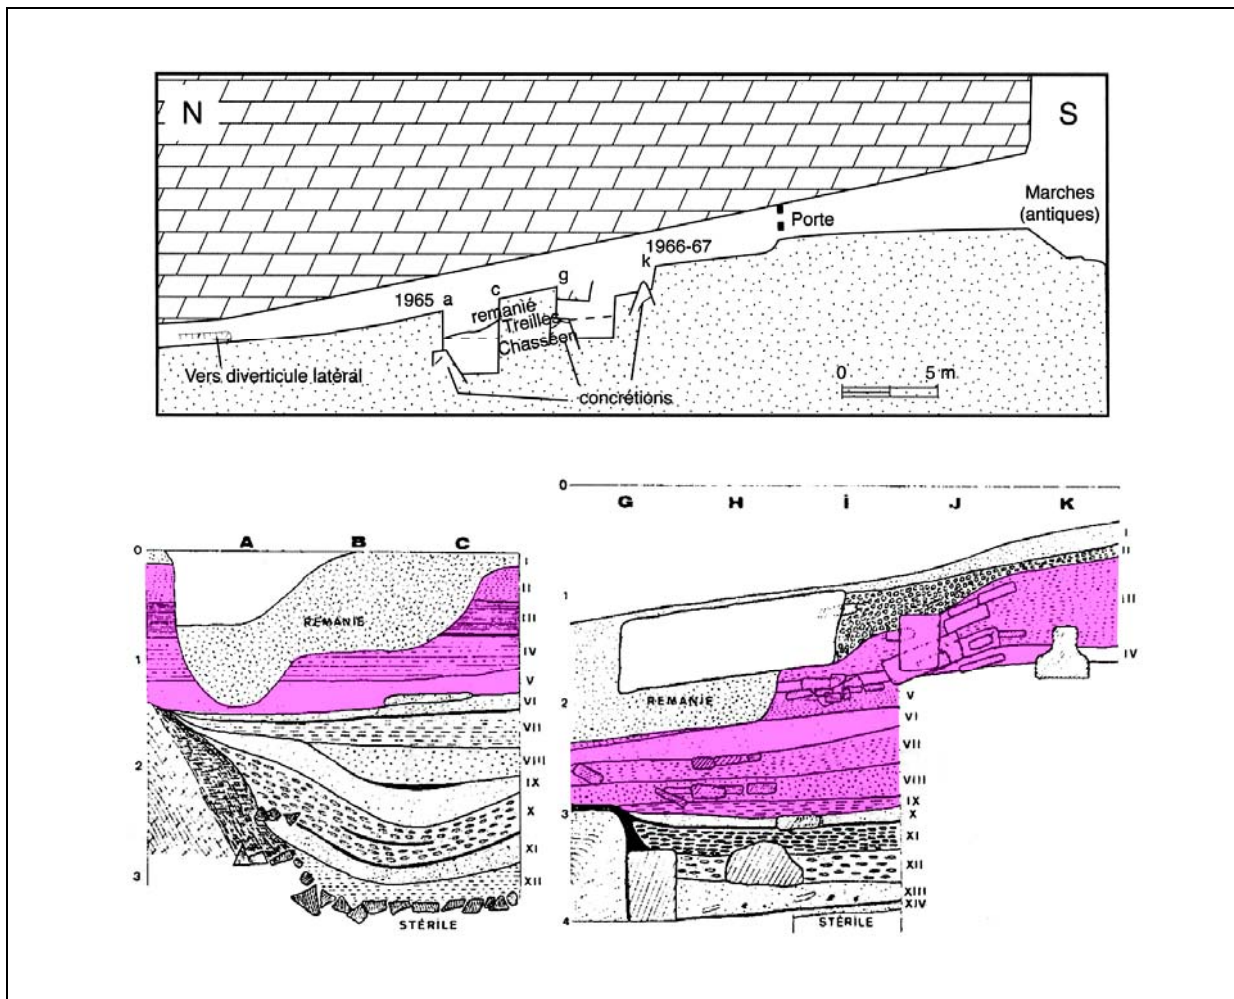 N
S
Marches
(antiques)
Porte
1966-67
k
g
c
1965 a
remanié
Treilles
Chasséen
Vers diverticule latéral
concrétions
0 5 m
0
G H i J K
I
II
III
IV
1
2
3
4
REMANIE
V
VI
VII
VIII
IX
X
XI
XII
XIII
XIV
STÉRILE
A B C
0
1
2
3
REMANIE
I
II
III
IV
V
VI
VII
VIII
IX
X
XI
XII
STÉRILE